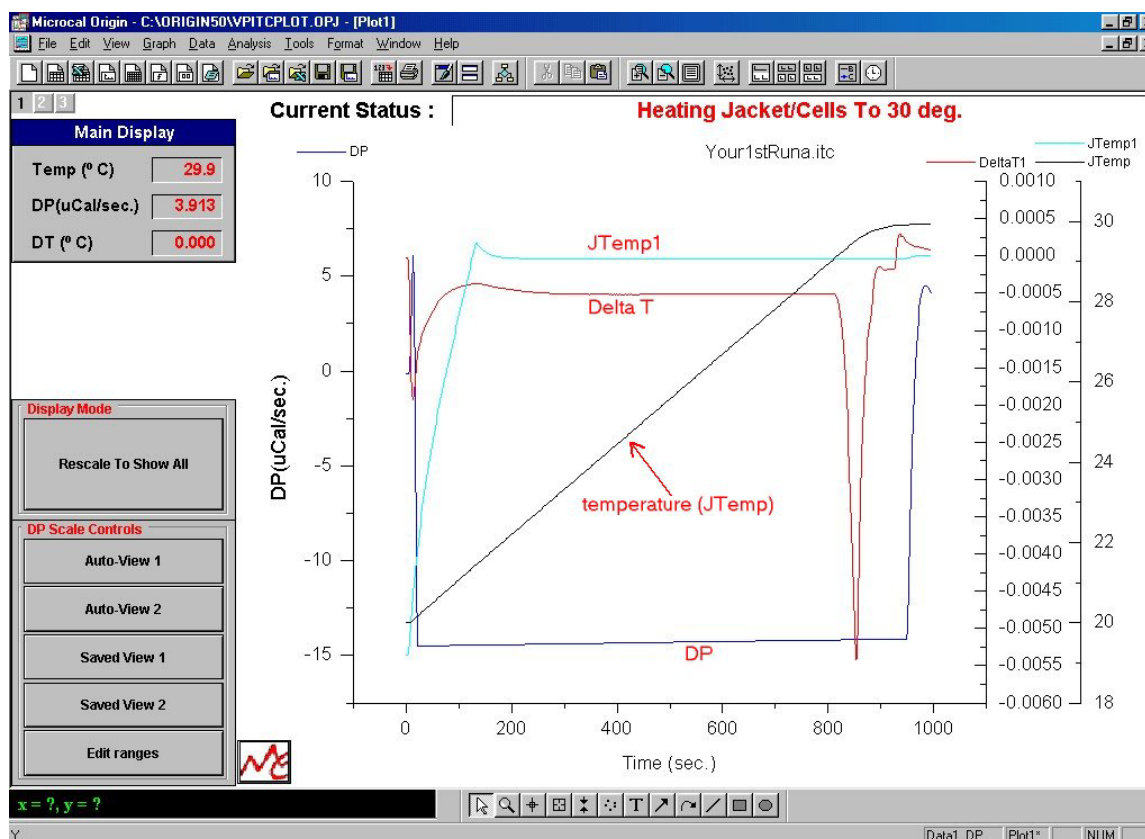 Microcal Origin - C:\ORIGIN50\VPITCPLOT.OPJ - [Plot1]
File Edit View Graph Data Analysis Tools Format Window Help
1 2 3
Current Status : Heating Jacket/Cells To 30 deg.
Main Display
Temp (º C) 29.9
DP(uCal/sec.) 3.913
DT (º C) 0.000
Display Mode
Rescale To Show All
DP Scale Controls
Auto-View 1
Auto-View 2
Saved View 1
Saved View 2
Edit ranges
DP
Your1stRuna.itc
JTemp1
DeltaT1 JTemp
10
5
0
-5
-10
-15
DP(uCal/sec.)
JTemp1
Delta T
temperature (JTemp)
DP
0.0010
0.0005
0.0000
-0.0005
-0.0010
-0.0015
-0.0020
-0.0025
-0.0030
-0.0035
-0.0040
-0.0045
-0.0050
-0.0055
-0.0060
30
28
26
24
22
20
18
0 200 400 600 800 1000
Time (sec.)
x = ?, y = ?
Y Data1_DP Plot1* NUM